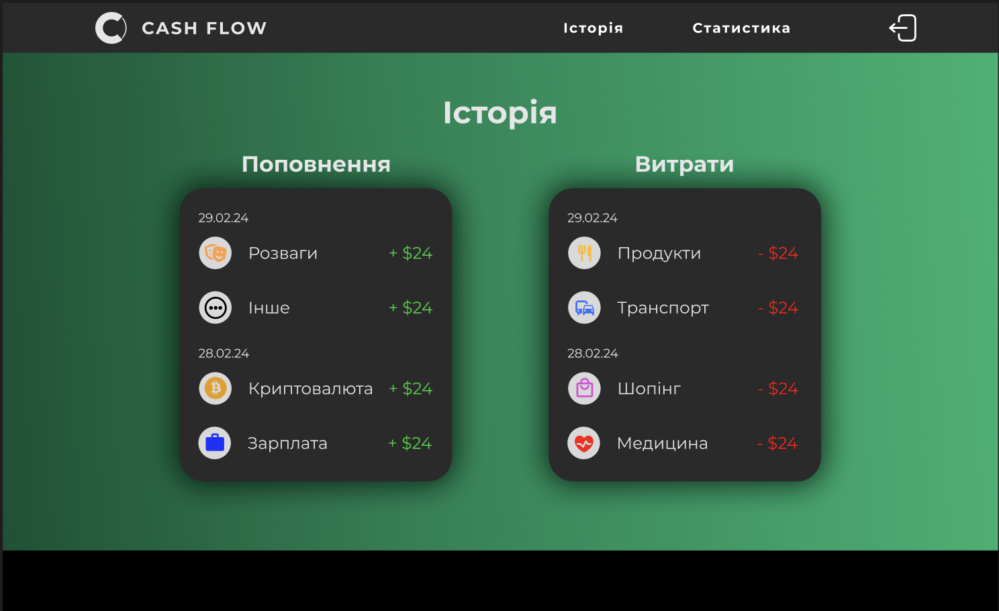 CASH FLOW
Історія
Статистика
Історія
Поповнення
29.02.24
Розваги + $24
Інше + $24
28.02.24
Криптовалюта + $24
Зарплата + $24
Витрати
29.02.24
Продукти - $24
Транспорт - $24
28.02.24
Шопінг - $24
Медицина - $24